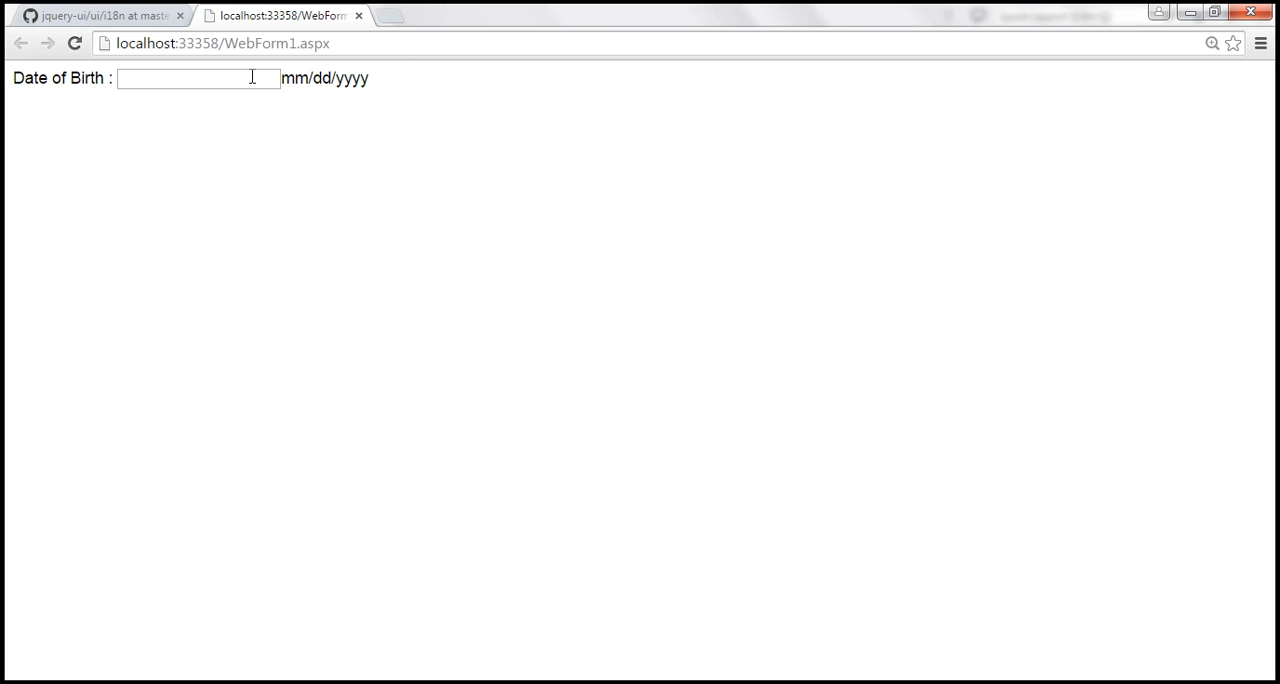 jquery-ui/ui/i18n at maste
localhost:33358/WebForm
localhost:33358/WebForm1.aspx
Date of Birth : mm/dd/yyyy